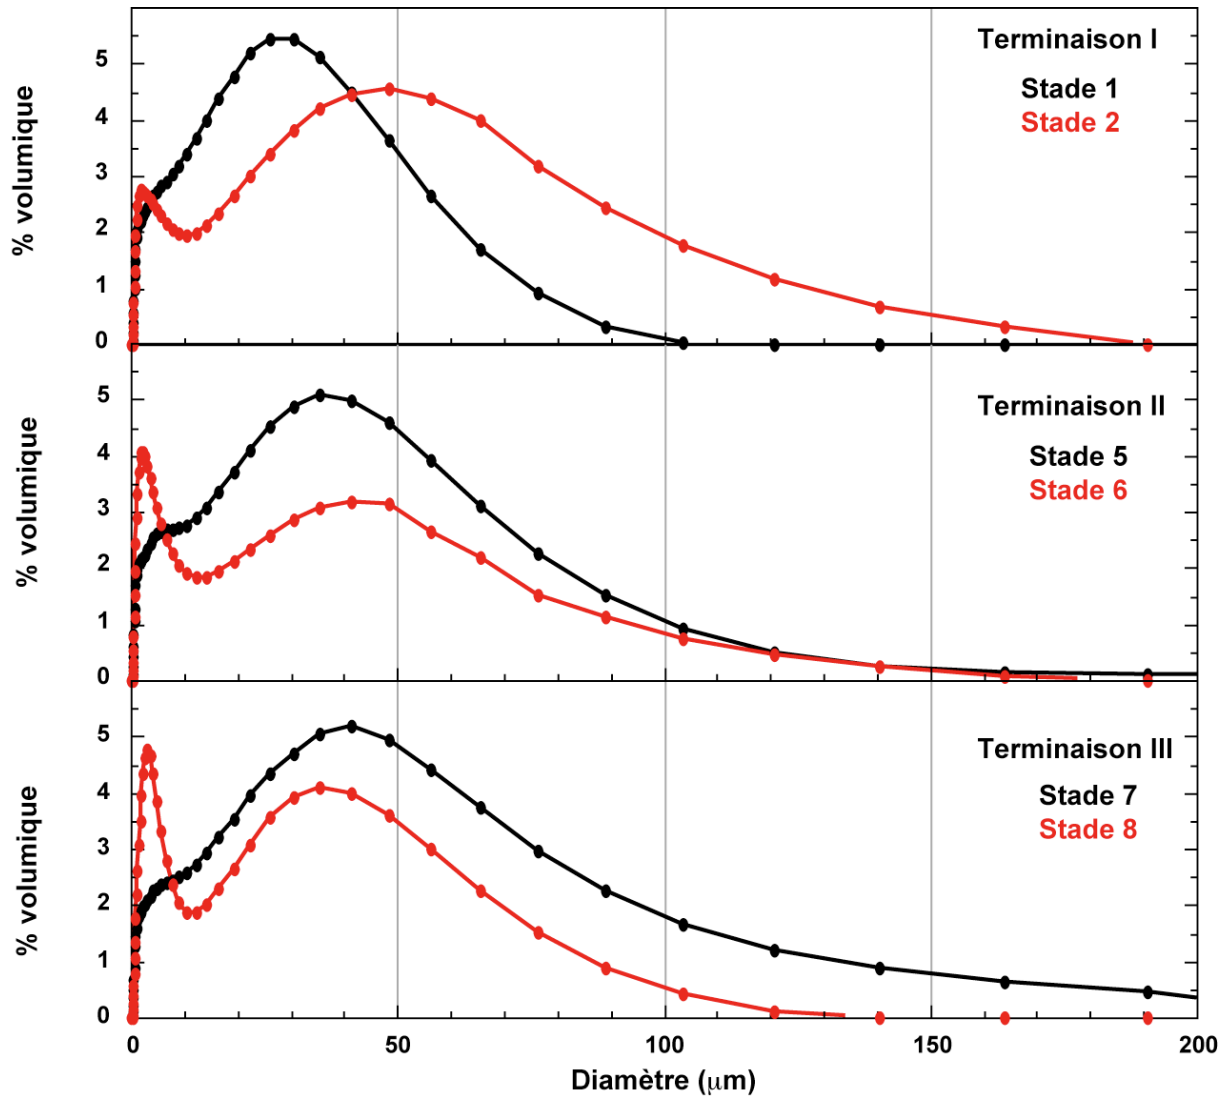 Terminaison I
Stade 1
Stade 2
% volumique
5
4
3
2
1
0
Terminaison II
Stade 5
Stade 6
% volumique
5
4
3
2
1
0
Terminaison III
Stade 7
Stade 8
% volumique
5
4
3
2
1
0
0 50 100 150 200
Diamètre (μm)